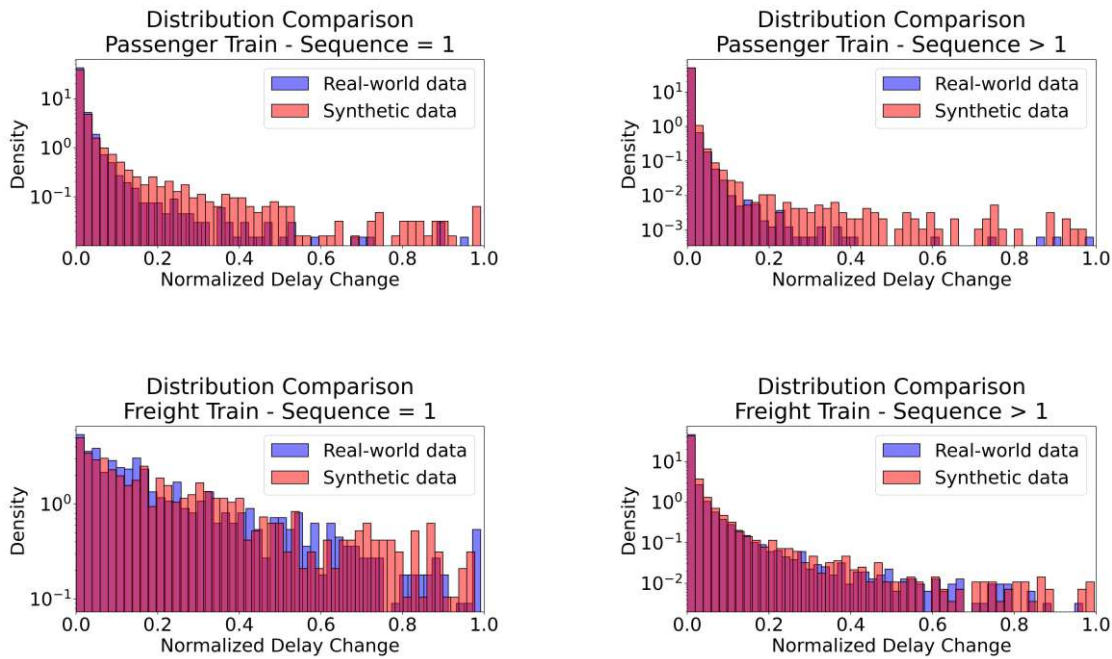 Distribution Comparison
Passenger Train - Sequence = 1
Real-world data
Synthetic data
Density
10¹
10⁰
10⁻¹
0.0 0.2 0.4 0.6 0.8 1.0
Normalized Delay Change
Distribution Comparison
Passenger Train - Sequence > 1
Real-world data
Synthetic data
Density
10¹
10⁰
10⁻¹
10⁻²
10⁻³
0.0 0.2 0.4 0.6 0.8 1.0
Normalized Delay Change
Distribution Comparison
Freight Train - Sequence = 1
Real-world data
Synthetic data
Density
10⁰
10⁻¹
0.0 0.2 0.4 0.6 0.8 1.0
Normalized Delay Change
Distribution Comparison
Freight Train - Sequence > 1
Real-world data
Synthetic data
Density
10¹
10⁰
10⁻¹
10⁻²
0.0 0.2 0.4 0.6 0.8 1.0
Normalized Delay Change